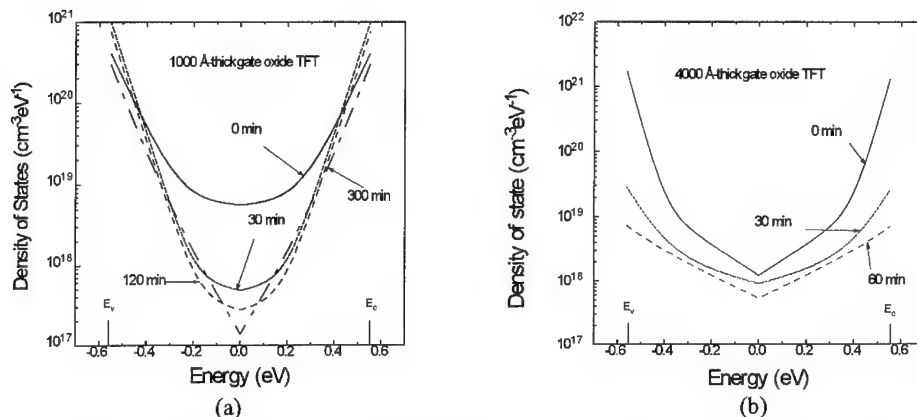 10²¹
10²⁰
10¹⁹
10¹⁸
10¹⁷
Density of States (cm⁻³eV⁻¹)
1000 Å-thick gate oxide TFT
0 min
30 min
300 min
120 min
Eᵥ
E꜀
-0.6 -0.4 -0.2 0.0 0.2 0.4 0.6
Energy (eV)
(a)
10²²
10²¹
10²⁰
10¹⁹
10¹⁸
10¹⁷
Density of state (cm⁻³eV⁻¹)
4000 Å-thick gate oxide TFT
0 min
30 min
60 min
Eᵥ
E꜀
-0.6 -0.4 -0.2 0.0 0.2 0.4 0.6
Energy (eV)
(b)